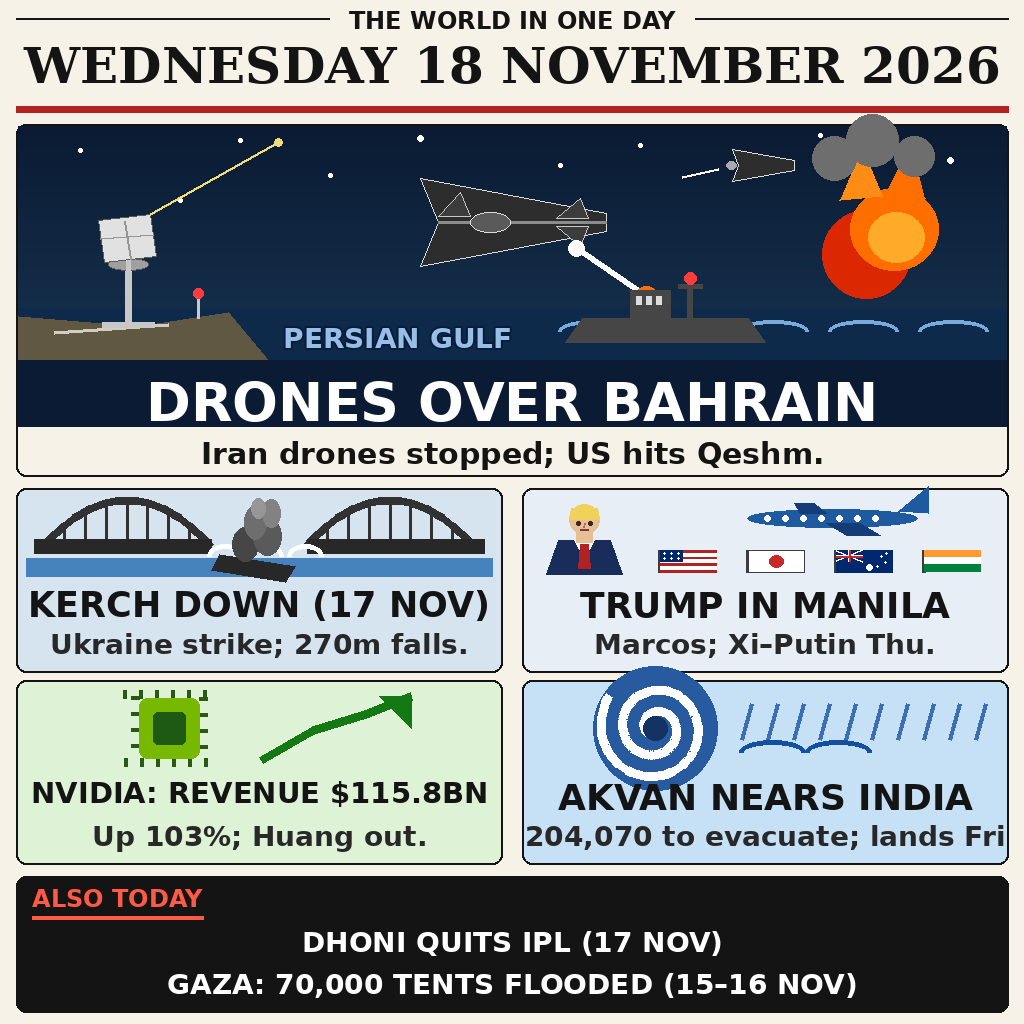 THE WORLD IN ONE DAY
WEDNESDAY 18 NOVEMBER 2026
PERSIAN GULF
DRONES OVER BAHRAIN
Iran drones stopped; US hits Qeshm.
KERCH DOWN (17 NOV)
Ukraine strike; 270m falls.
TRUMP IN MANILA
Marcos; Xi–Putin Thu.
NVIDIA: REVENUE $115.8BN
Up 103%; Huang out.
AKVAN NEARS INDIA
204,070 to evacuate; lands Fri
ALSO TODAY
DHONI QUITS IPL (17 NOV)
GAZA: 70,000 TENTS FLOODED (15–16 NOV)